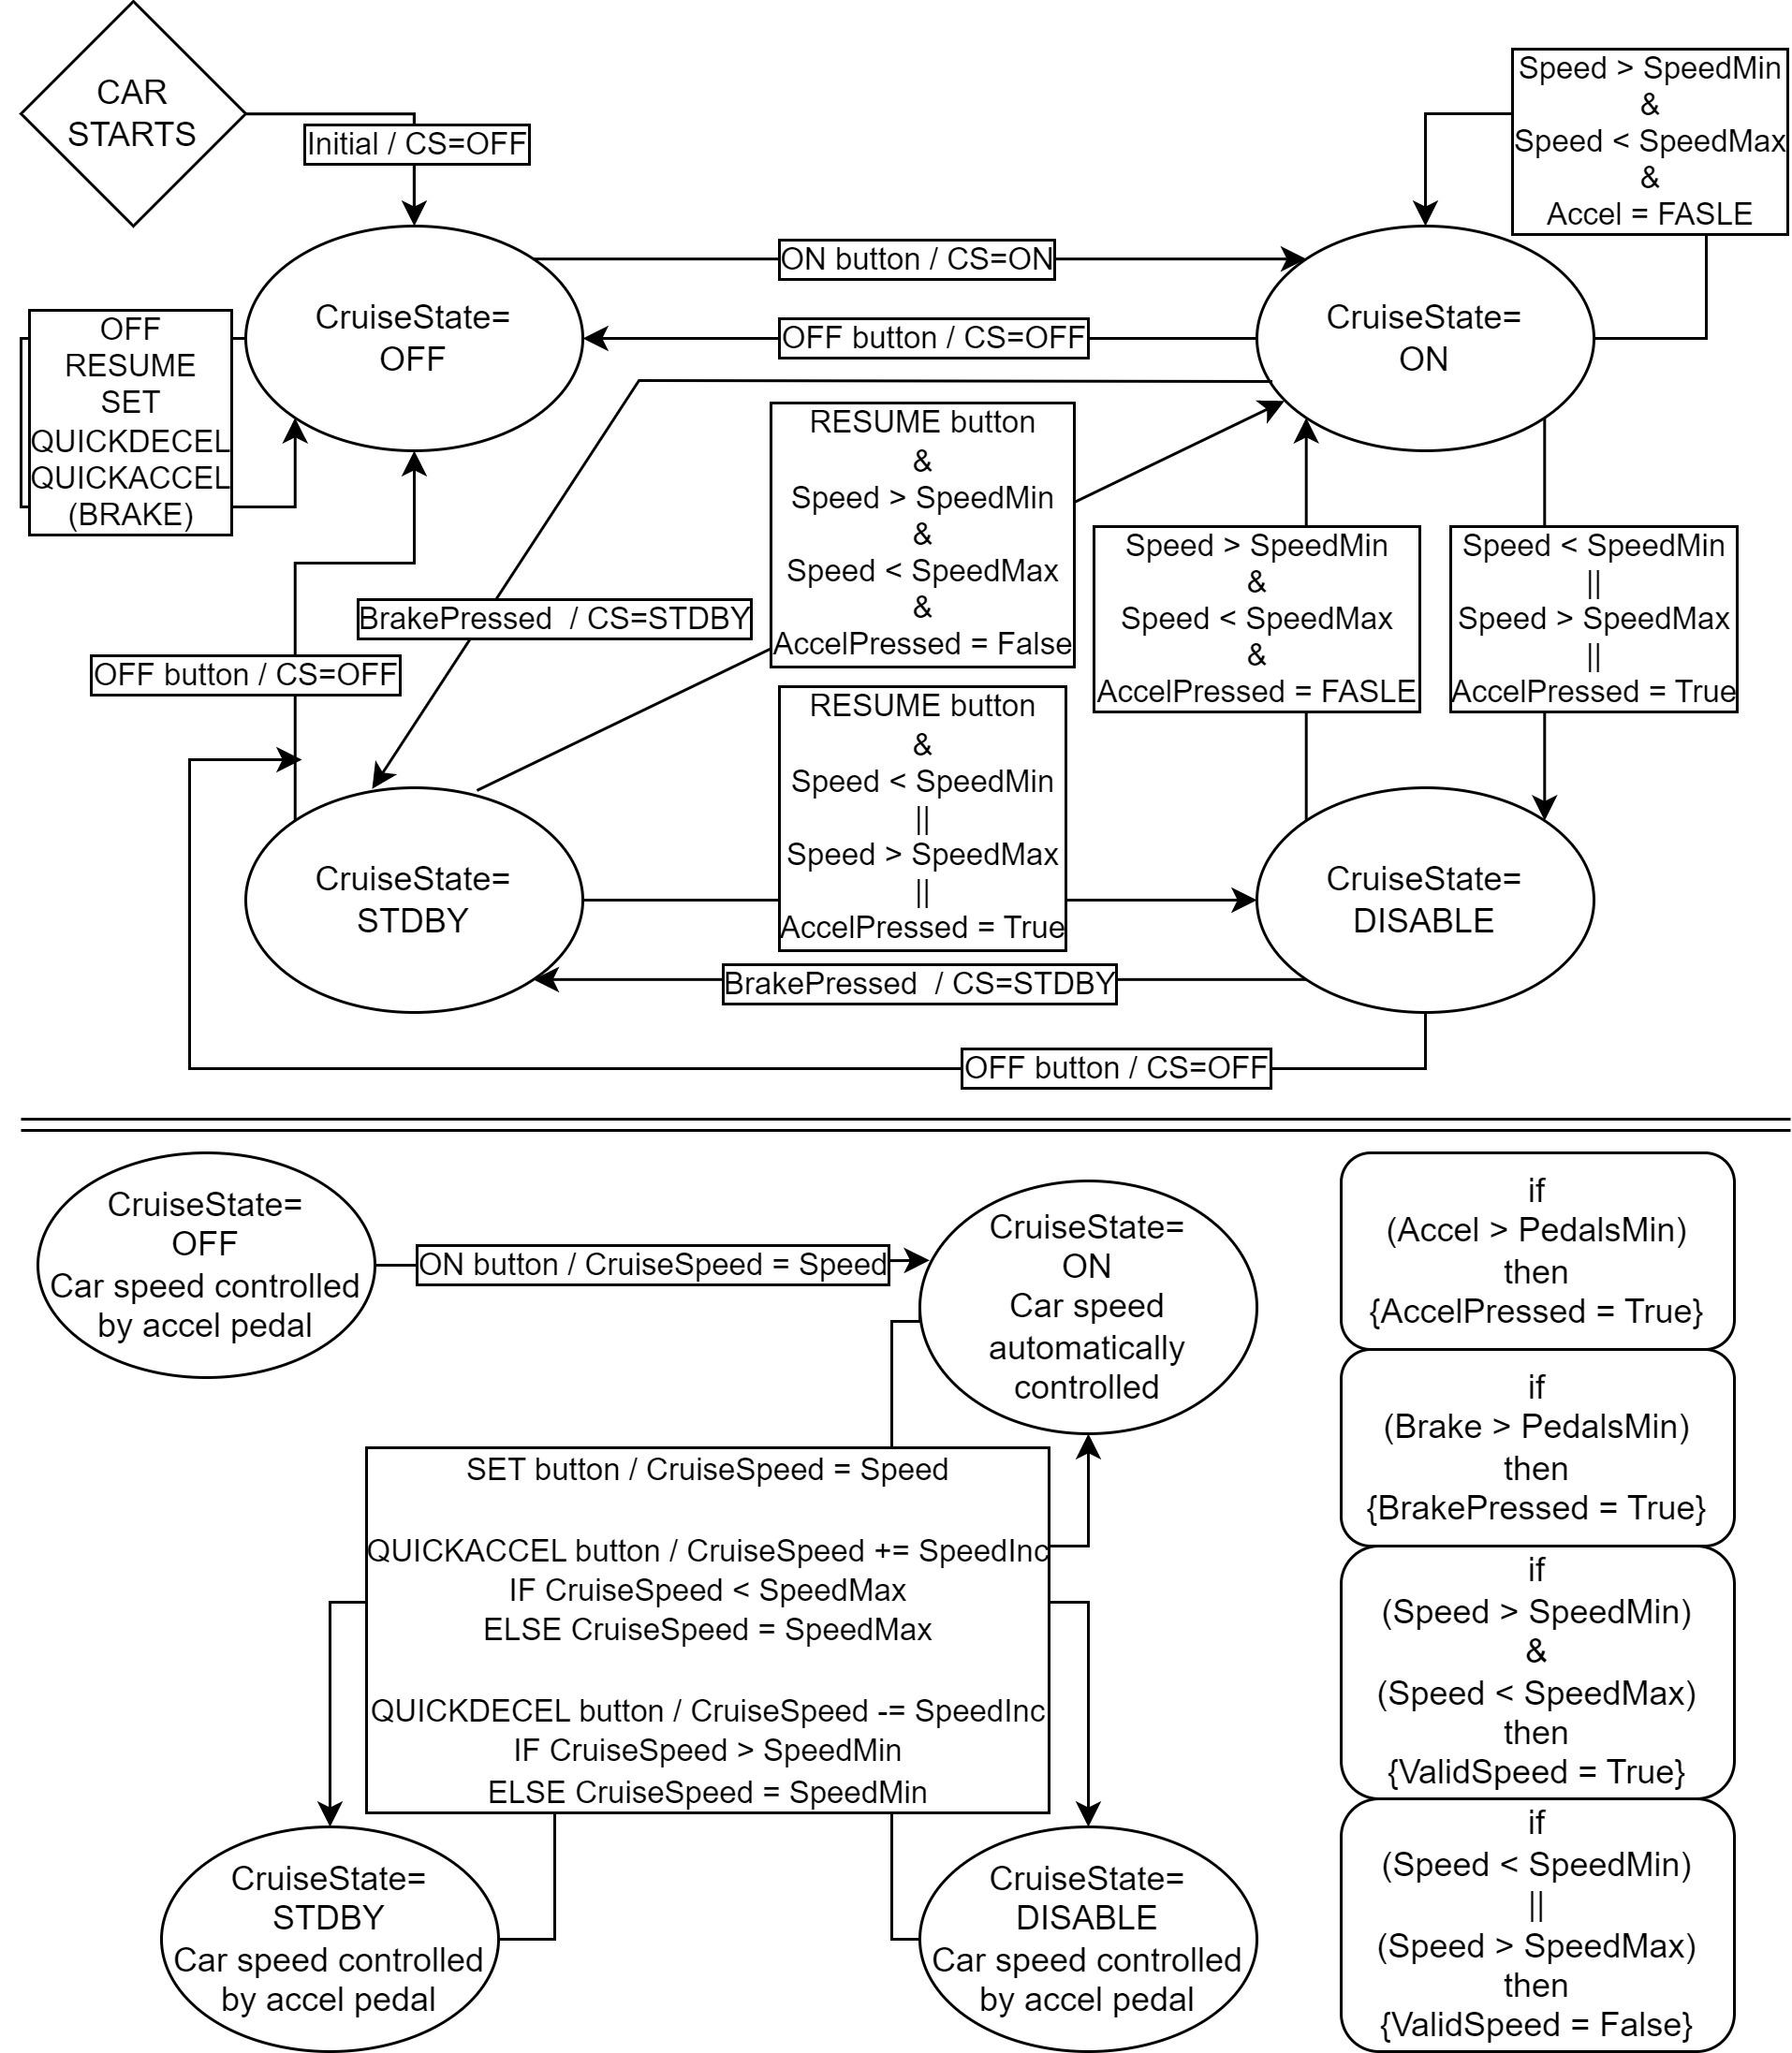 CAR
STARTS
Initial / CS=OFF
Speed > SpeedMin
&
Speed < SpeedMax
&
Accel = FASLE
ON button / CS=ON
CruiseState=
OFF
OFF button / CS=OFF
CruiseState=
ON
OFF
RESUME
SET
QUICKDECEL
QUICKACCEL
(BRAKE)
RESUME button
&
Speed > SpeedMin
&
Speed < SpeedMax
&
AccelPressed = False
Speed > SpeedMin
&
Speed < SpeedMax
&
AccelPressed = FASLE
Speed < SpeedMin
||
Speed > SpeedMax
||
AccelPressed = True
BrakePressed  / CS=STDBY
OFF button / CS=OFF
RESUME button
&
Speed < SpeedMin
||
Speed > SpeedMax
||
AccelPressed = True
CruiseState=
STDBY
CruiseState=
DISABLE
BrakePressed  / CS=STDBY
OFF button / CS=OFF
CruiseState=
OFF
Car speed controlled
by accel pedal
ON button / CruiseSpeed = Speed
CruiseState=
ON
Car speed
automatically
controlled
if
(Accel > PedalsMin)
then
{AccelPressed = True}
if
(Brake > PedalsMin)
then
{BrakePressed = True}
if
(Speed > SpeedMin)
&
(Speed < SpeedMax)
then
{ValidSpeed = True}
if
(Speed < SpeedMin)
||
(Speed > SpeedMax)
then
{ValidSpeed = False}
SET button / CruiseSpeed = Speed
QUICKACCEL button / CruiseSpeed += SpeedInc
IF CruiseSpeed < SpeedMax
ELSE CruiseSpeed = SpeedMax
QUICKDECEL button / CruiseSpeed -= SpeedInc
IF CruiseSpeed > SpeedMin
ELSE CruiseSpeed = SpeedMin
CruiseState=
STDBY
Car speed controlled
by accel pedal
CruiseState=
DISABLE
Car speed controlled
by accel pedal